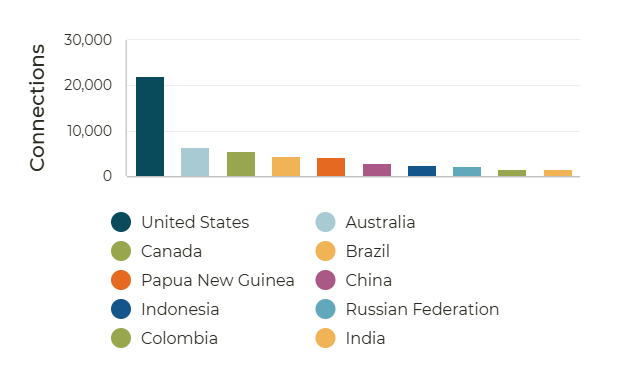 Connections
30,000
20,000
10,000
0
United States
Australia
Canada
Brazil
Papua New Guinea
China
Indonesia
Russian Federation
Colombia
India